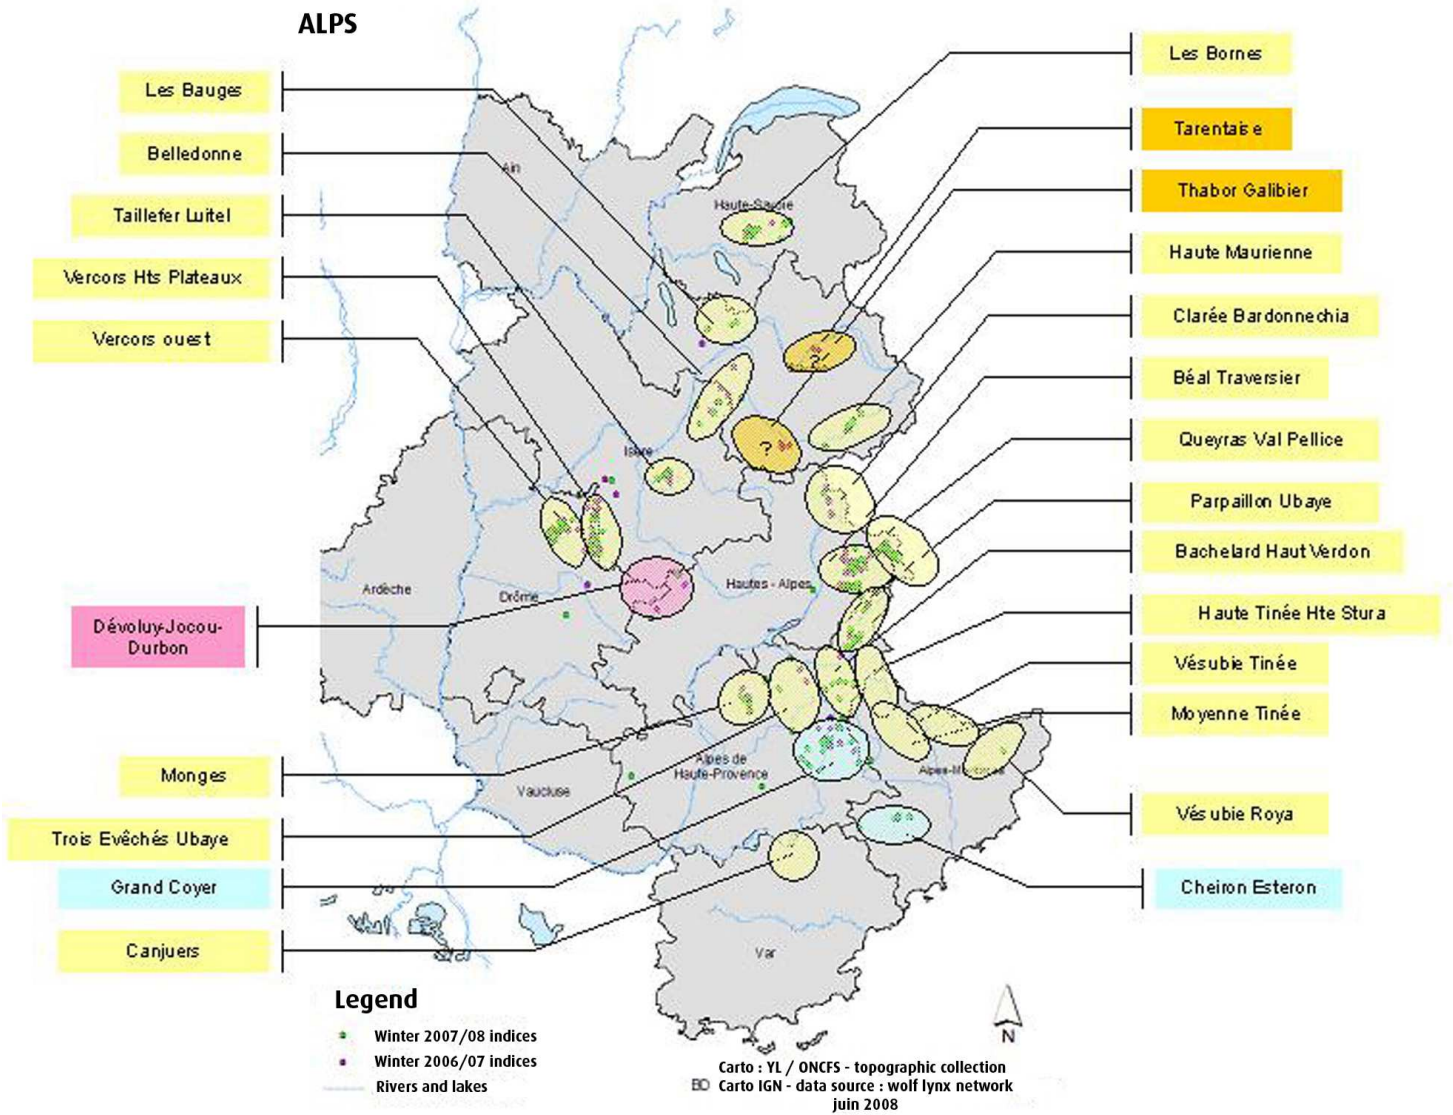 ALPS
Les Bauges
Belledonne
Taillefer Luitel
Vercors Hts Plateaux
Vercors ouest
Dévoluy-Jocou-
Durbon
Monges
Trois Evêchés Ubaye
Grand Coyer
Canjuers
Les Bornes
Tarentaise
Thabor Galibier
Haute Maurienne
Clarée Bardonnechia
Béal Traversier
Queyras Val Pellice
Parpaillon Ubaye
Bachelard Haut Verdon
Haute Tinée Hte Stura
Vésubie Tinée
Moyenne Tinée
Vésubie Roya
Cheiron Esteron
Ain
Haute-Savoie
?
?
Isère
Ardèche
Drôme
Hautes - Alpes
Alpes de
Haute-Provence
Vaucluse
Var
Legend
Winter 2007/08 indices
Winter 2006/07 indices
Rivers and lakes
N
Carto : YL / ONCFS - topographic collection
BD Carto IGN - data source : wolf lynx network
juin 2008